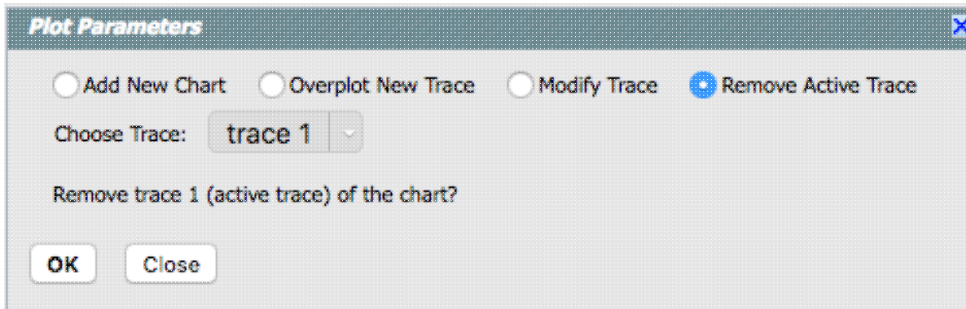 Plot Parameters
Add New Chart Overplot New Trace Modify Trace Remove Active Trace
Choose Trace: trace 1
Remove trace 1 (active trace) of the chart?
OK Close